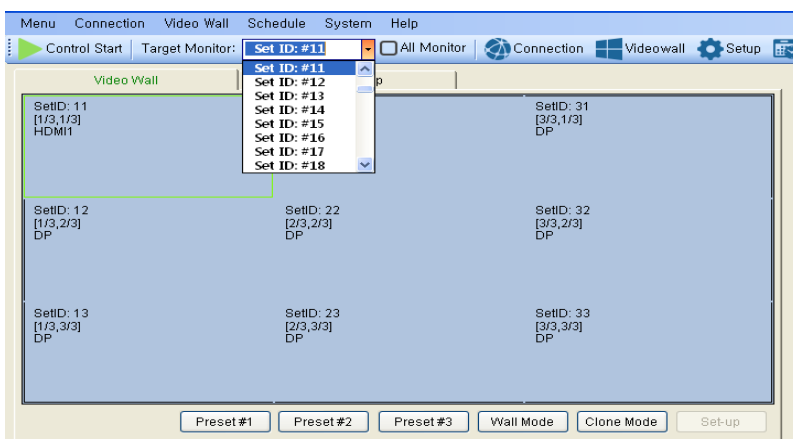 Menu Connection Video Wall Schedule System Help
Control Start Target Monitor: Set ID: #11 All Monitor Connection Videowall Setup
Video Wall p
Set ID: #11
Set ID: #12
Set ID: #13
Set ID: #14
Set ID: #15
Set ID: #16
Set ID: #17
Set ID: #18
SetID: 11
[1/3,1/3]
HDMI1
SetID: 31
[3/3,1/3]
DP
SetID: 12
[1/3,2/3]
DP
SetID: 22
[2/3,2/3]
DP
SetID: 32
[3/3,2/3]
DP
SetID: 13
[1/3,3/3]
DP
SetID: 23
[2/3,3/3]
DP
SetID: 33
[3/3,3/3]
DP
Preset #1 Preset #2 Preset #3 Wall Mode Clone Mode Set-up